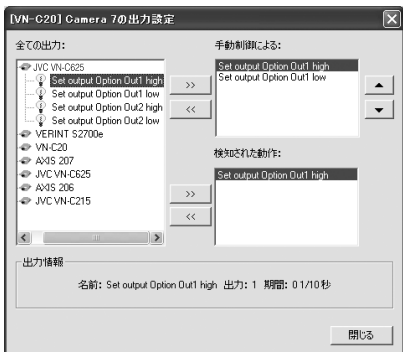 [VN-C20] Camera 7の出力設定
全ての出力:
JVC VN-C625
Set output Option Out1 high
Set output Option Out1 low
Set output Option Out2 high
Set output Option Out2 low
VERINT S2700e
VN-C20
AXIS 207
JVC VN-C625
AXIS 206
JVC VN-C215
>>
<<
手動制御による:
Set output Option Out1 high
Set output Option Out1 low
>>
<<
検知された動作:
Set output Option Out1 high
出力情報
名前: Set output Option Out1 high 出力: 1 期間: 0 1/10 秒
閉じる